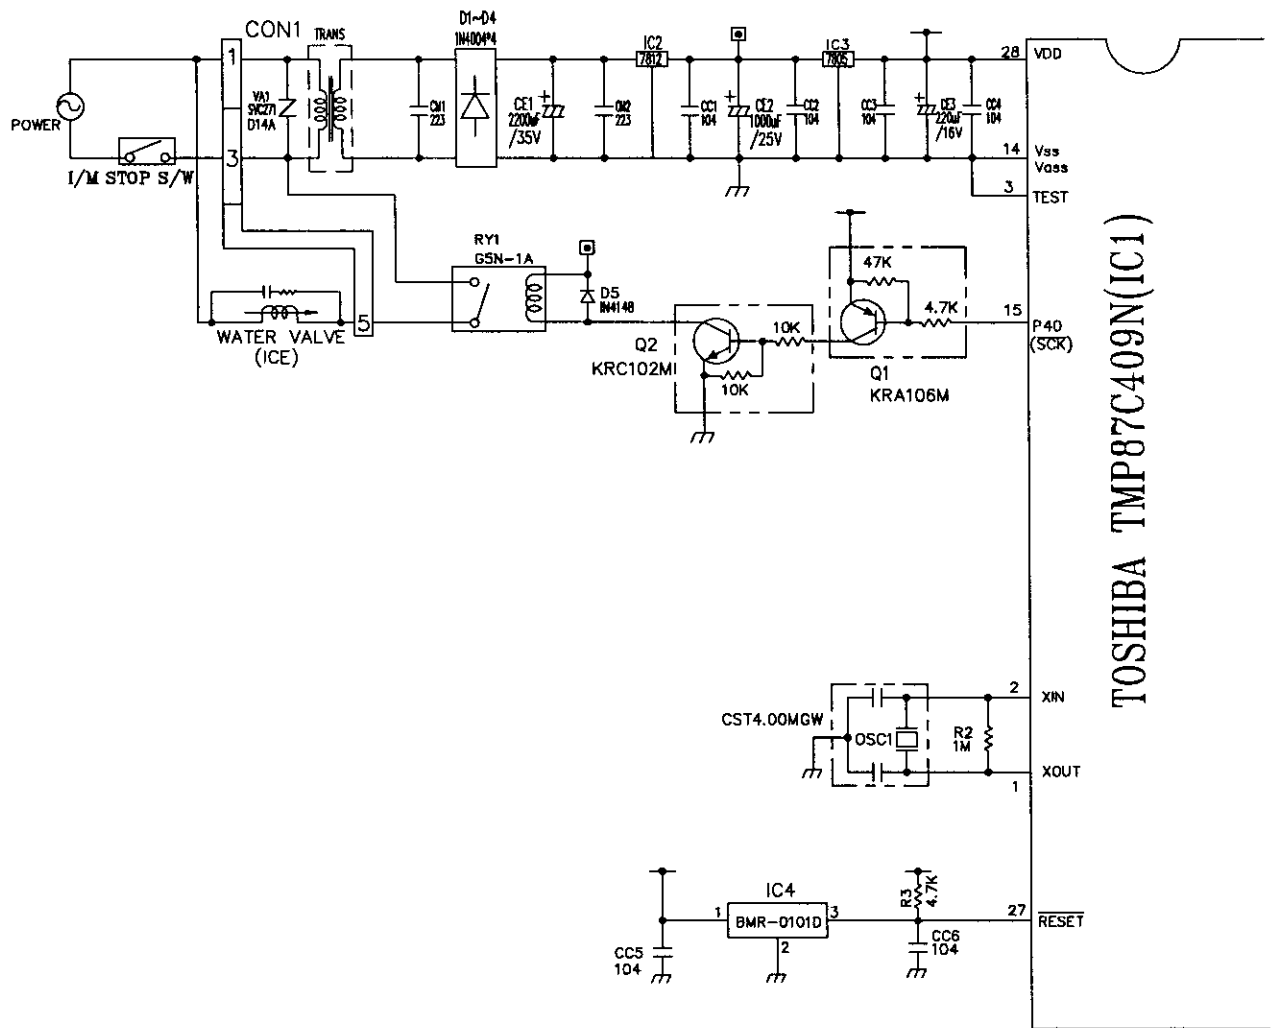 CON1
TRANS
D1~D4
1N4004*4
IC2
7812
IC3
7805
28
VDD
1
VA1
SVC271
D14A
CM1
223
CE1
2200uF
/35V
CM2
223
CC1
104
CE2
1000uF
/25V
CC2
104
CC3
104
CE3
220uF
/16V
CC4
104
POWER
3
14
Vss
Vass
I/M STOP S/W
3
TEST
RY1
G5N-1A
47K
D5
1N4148
4.7K
15
P40
(SCK)
5
WATER VALVE
(ICE)
Q2
KRC102M
10K
10K
Q1
KRA106M
TOSHIBA TMP87C409N(IC1)
2
XIN
CST4.00MGW
OSC1
R2
1M
XOUT
1
IC4
R3
4.7K
1
BMR-0101D
3
27
RESET
2
CC5
104
CC6
104